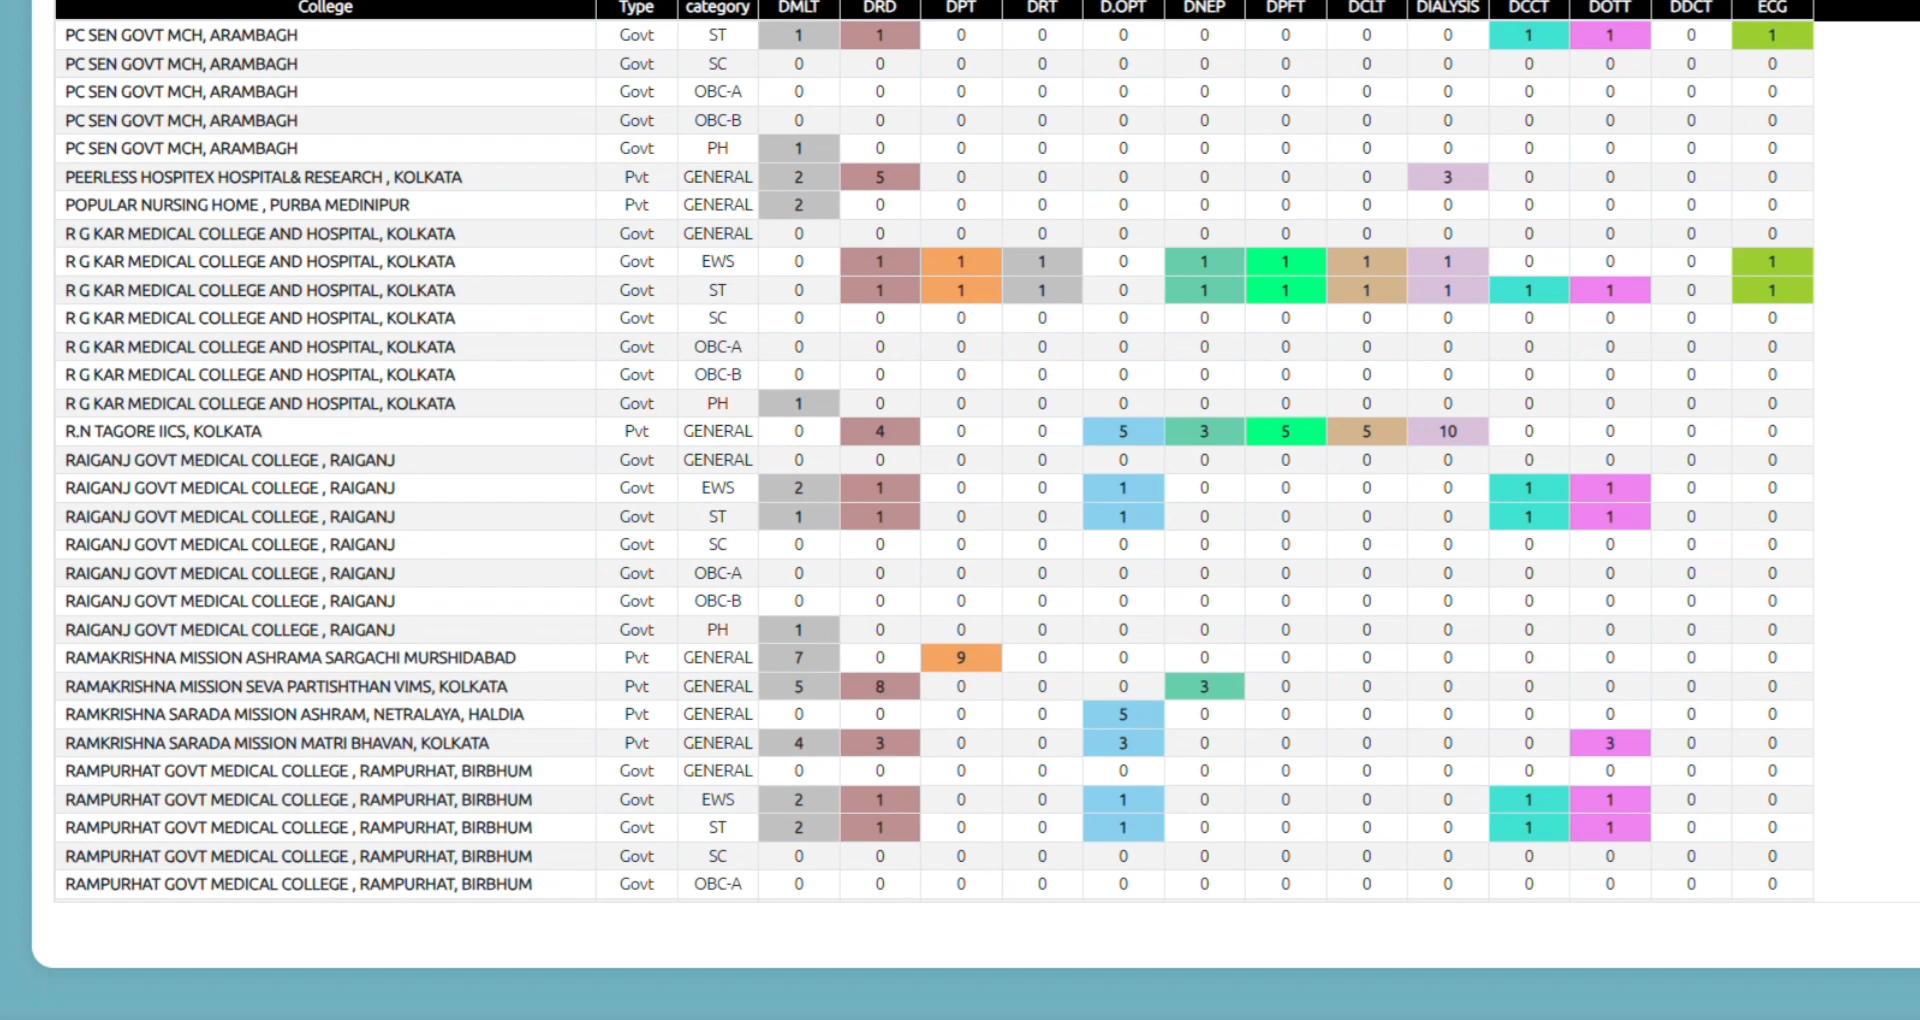 College Type category DMLT DRD DPT DRT D.OPT DNEP DPFT DCLT DIALYSIS DCCT DOTT DDCT ECG
PC SEN GOVT MCH, ARAMBAGH Govt ST 1 1 0 0 0 0 0 0 0 1 1 0 1
PC SEN GOVT MCH, ARAMBAGH Govt SC 0 0 0 0 0 0 0 0 0 0 0 0 0
PC SEN GOVT MCH, ARAMBAGH Govt OBC-A 0 0 0 0 0 0 0 0 0 0 0 0 0
PC SEN GOVT MCH, ARAMBAGH Govt OBC-B 0 0 0 0 0 0 0 0 0 0 0 0 0
PC SEN GOVT MCH, ARAMBAGH Govt PH 1 0 0 0 0 0 0 0 0 0 0 0 0
PEERLESS HOSPITEX HOSPITAL& RESEARCH , KOLKATA Pvt GENERAL 2 5 0 0 0 0 0 0 3 0 0 0 0
POPULAR NURSING HOME , PURBA MEDINIPUR Pvt GENERAL 2 0 0 0 0 0 0 0 0 0 0 0 0
R G KAR MEDICAL COLLEGE AND HOSPITAL, KOLKATA Govt GENERAL 0 0 0 0 0 0 0 0 0 0 0 0 0
R G KAR MEDICAL COLLEGE AND HOSPITAL, KOLKATA Govt EWS 0 1 1 1 0 1 1 1 1 0 0 0 1
R G KAR MEDICAL COLLEGE AND HOSPITAL, KOLKATA Govt ST 0 1 1 1 0 1 1 1 1 1 1 0 1
R G KAR MEDICAL COLLEGE AND HOSPITAL, KOLKATA Govt SC 0 0 0 0 0 0 0 0 0 0 0 0 0
R G KAR MEDICAL COLLEGE AND HOSPITAL, KOLKATA Govt OBC-A 0 0 0 0 0 0 0 0 0 0 0 0 0
R G KAR MEDICAL COLLEGE AND HOSPITAL, KOLKATA Govt OBC-B 0 0 0 0 0 0 0 0 0 0 0 0 0
R G KAR MEDICAL COLLEGE AND HOSPITAL, KOLKATA Govt PH 1 0 0 0 0 0 0 0 0 0 0 0 0
R.N TAGORE IICS, KOLKATA Pvt GENERAL 0 4 0 0 5 3 5 5 10 0 0 0 0
RAIGANJ GOVT MEDICAL COLLEGE , RAIGANJ Govt GENERAL 0 0 0 0 0 0 0 0 0 0 0 0 0
RAIGANJ GOVT MEDICAL COLLEGE , RAIGANJ Govt EWS 2 1 0 0 1 0 0 0 0 1 1 0 0
RAIGANJ GOVT MEDICAL COLLEGE , RAIGANJ Govt ST 1 1 0 0 1 0 0 0 0 1 1 0 0
RAIGANJ GOVT MEDICAL COLLEGE , RAIGANJ Govt SC 0 0 0 0 0 0 0 0 0 0 0 0 0
RAIGANJ GOVT MEDICAL COLLEGE , RAIGANJ Govt OBC-A 0 0 0 0 0 0 0 0 0 0 0 0 0
RAIGANJ GOVT MEDICAL COLLEGE , RAIGANJ Govt OBC-B 0 0 0 0 0 0 0 0 0 0 0 0 0
RAIGANJ GOVT MEDICAL COLLEGE , RAIGANJ Govt PH 1 0 0 0 0 0 0 0 0 0 0 0 0
RAMAKRISHNA MISSION ASHRAMA SARGACHI MURSHIDABAD Pvt GENERAL 7 0 9 0 0 0 0 0 0 0 0 0 0
RAMAKRISHNA MISSION SEVA PARTISHTHAN VIMS, KOLKATA Pvt GENERAL 5 8 0 0 0 3 0 0 0 0 0 0 0
RAMKRISHNA SARADA MISSION ASHRAM, NETRALAYA, HALDIA Pvt GENERAL 0 0 0 0 5 0 0 0 0 0 0 0 0
RAMKRISHNA SARADA MISSION MATRI BHAVAN, KOLKATA Pvt GENERAL 4 3 0 0 3 0 0 0 0 0 3 0 0
RAMPURHAT GOVT MEDICAL COLLEGE , RAMPURHAT, BIRBHUM Govt GENERAL 0 0 0 0 0 0 0 0 0 0 0 0 0
RAMPURHAT GOVT MEDICAL COLLEGE , RAMPURHAT, BIRBHUM Govt EWS 2 1 0 0 1 0 0 0 0 1 1 0 0
RAMPURHAT GOVT MEDICAL COLLEGE , RAMPURHAT, BIRBHUM Govt ST 2 1 0 0 1 0 0 0 0 1 1 0 0
RAMPURHAT GOVT MEDICAL COLLEGE , RAMPURHAT, BIRBHUM Govt SC 0 0 0 0 0 0 0 0 0 0 0 0 0
RAMPURHAT GOVT MEDICAL COLLEGE , RAMPURHAT, BIRBHUM Govt OBC-A 0 0 0 0 0 0 0 0 0 0 0 0 0